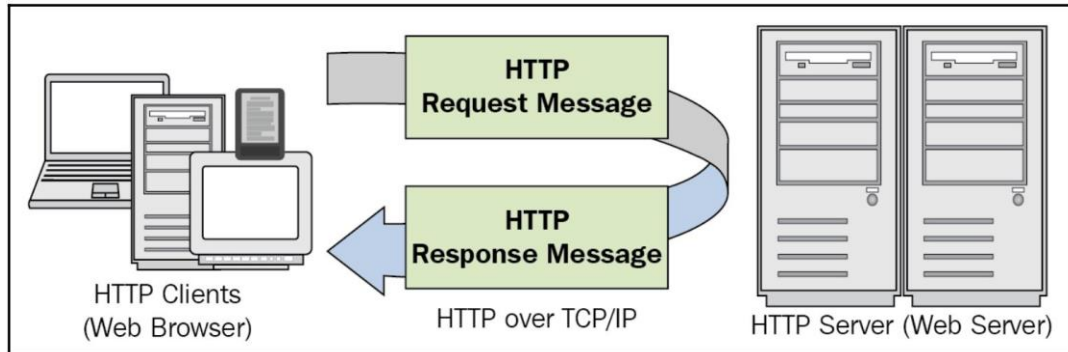 HTTP
Request Message
HTTP
Response Message
HTTP Clients
(Web Browser)
HTTP over TCP/IP
HTTP Server (Web Server)